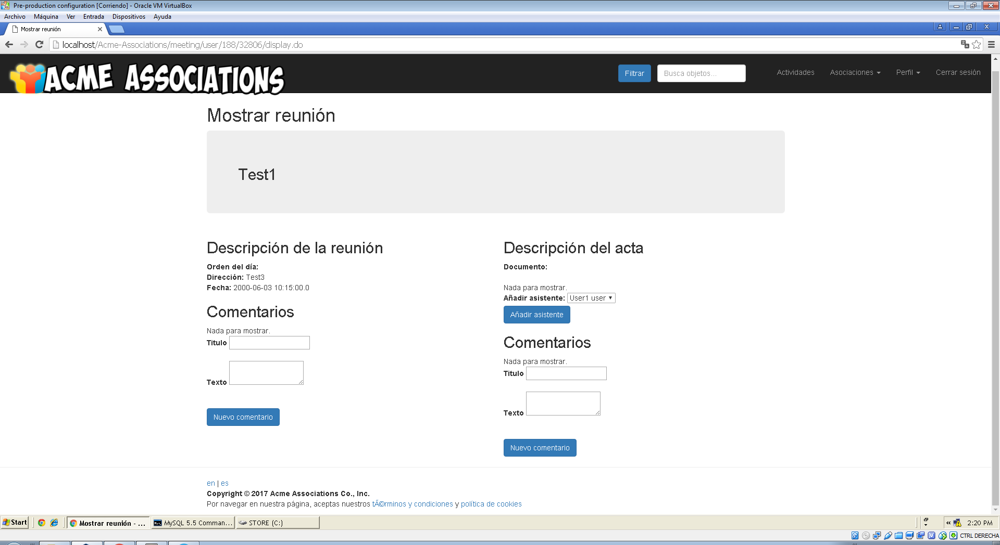 Pre-production configuration [Corriendo] - Oracle VM VirtualBox
Archivo Máquina Ver Entrada Dispositivos Ayuda
Mostrar reunión
localhost/Acme-Associations/meeting/user/188/32806/display.do
ACME ASSOCIATIONS
Filtrar Busca objetos... Actividades Asociaciones Perfil Cerrar sesión
Mostrar reunión
Test1
Descripción de la reunión
Orden del día:
Dirección: Test3
Fecha: 2000-06-03 10:15:00.0
Comentarios
Nada para mostrar.
Titulo
Texto
Nuevo comentario
Descripción del acta
Documento:
Nada para mostrar.
Añadir asistente: User1 user
Añadir asistente
Comentarios
Nada para mostrar.
Titulo
Texto
Nuevo comentario
en | es
Copyright © 2017 Acme Associations Co., Inc.
Por navegar en nuestra página, aceptas nuestros tÃ©rminos y condiciones y política de cookies
Start Mostrar reunión - ... MySQL 5.5 Comman... STORE (C:) « 2:20 PM
CTRL DERECHA